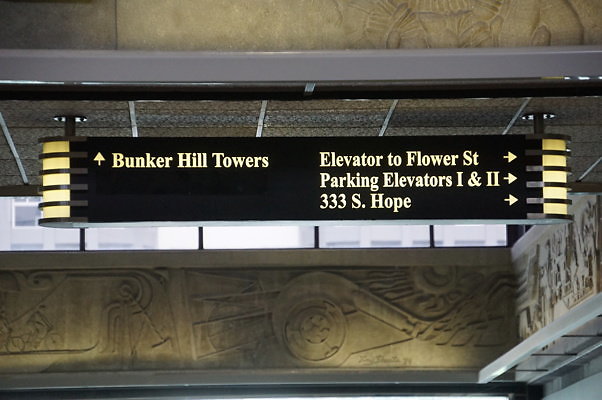 Bunker Hill Towers
Elevator to Flower St
Parking Elevators I & II
333 S. Hope